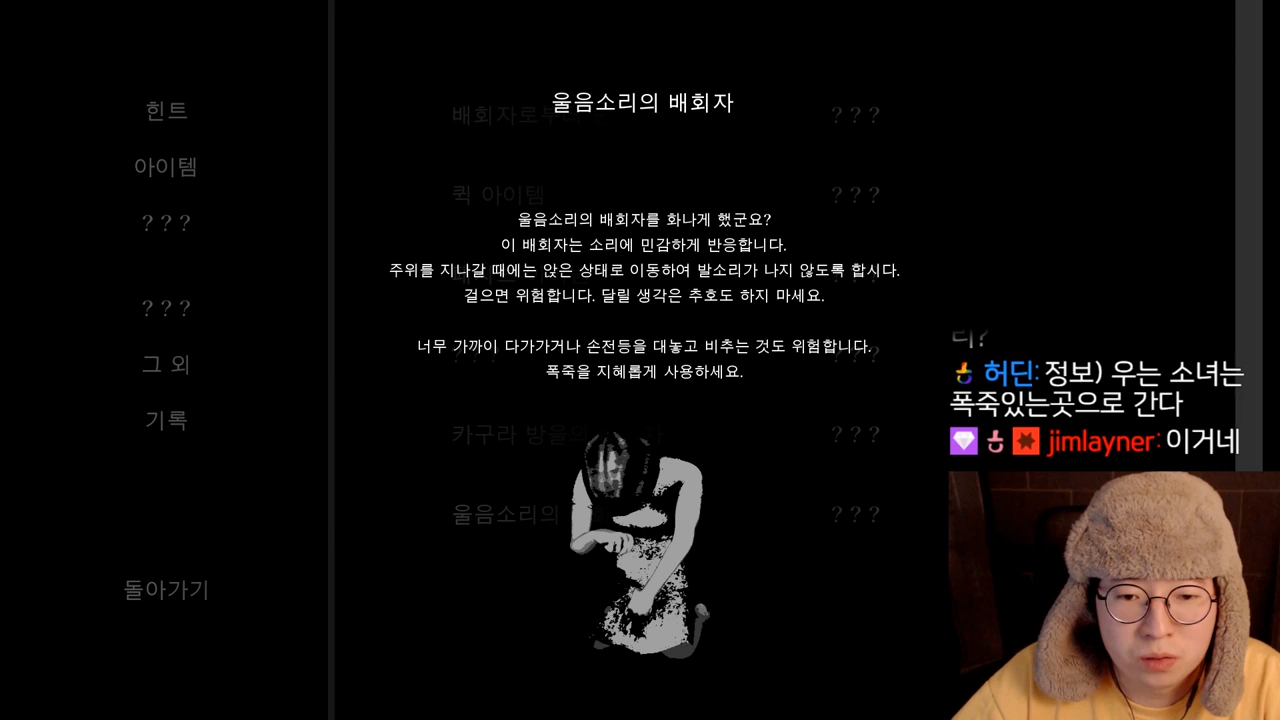 울음소리의 배회자
힌트
아이템
? ? ?
? ? ?
그 외
기록
돌아가기
배회자로
? ? ?
퀵 아이템
? ? ?
울음소리의 배회자를 화나게 했군요?
이 배회자는 소리에 민감하게 반응합니다.
주위를 지나갈 때에는 앉은 상태로 이동하여 발소리가 나지 않도록 합시다.
걸으면 위험합니다. 달릴 생각은 추호도 하지 마세요.
너무 가까이 다가가거나 손전등을 대놓고 비추는 것도 위험합니다.
폭죽을 지혜롭게 사용하세요.
카구라 방울의
? ? ?
울음소리의
? ? ?
허딘: 정보) 우는 소녀는
폭죽있는곳으로 간다
jimlayner: 이거네